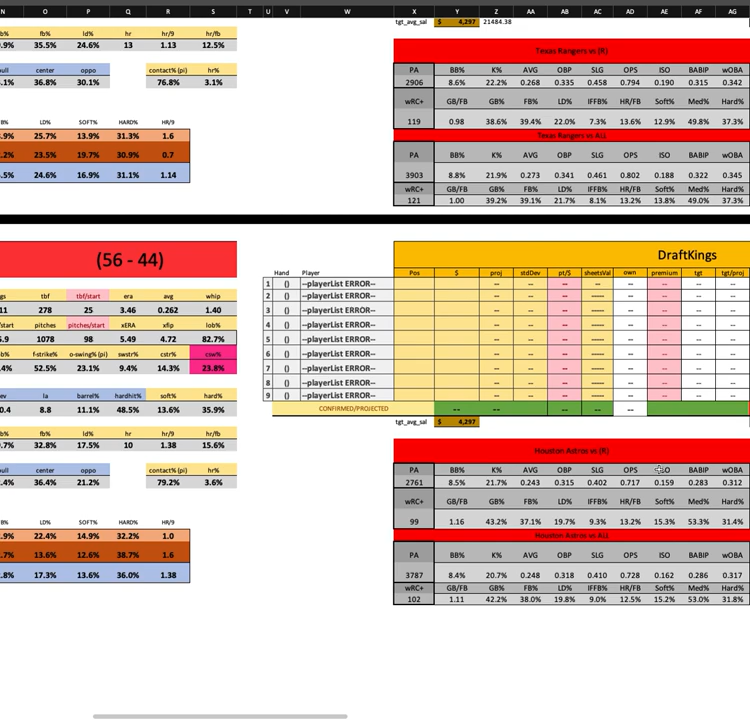 N O P Q R S T U V W X Y Z AA AB AC AD AE AF AG
tgt_avg_sal $ 4,297 21484.38
b% fb% ld% hr hr/9 hr/fb
.9% 35.5% 24.6% 13 1.13 12.5%
Texas Rangers vs (R)
ull center oppo contact% (pi) hr%
.1% 36.8% 30.1% 76.8% 3.1%
PA BB% K% AVG OBP SLG OPS ISO BABIP wOBA
2906 8.6% 22.2% 0.268 0.335 0.458 0.794 0.190 0.315 0.342
wRC+ GB/FB GB% FB% LD% IFFB% HR/FB Soft% Med% Hard%
119 0.98 38.6% 39.4% 22.0% 7.3% 13.6% 12.9% 49.8% 37.3%
B% LD% SOFT% HARD% HR/9
.9% 25.7% 13.9% 31.3% 1.6
.2% 23.5% 19.7% 30.9% 0.7
.5% 24.6% 16.9% 31.1% 1.14
Texas Rangers vs ALL
PA BB% K% AVG OBP SLG OPS ISO BABIP wOBA
3903 8.8% 21.9% 0.273 0.341 0.461 0.802 0.188 0.322 0.345
wRC+ GB/FB GB% FB% LD% IFFB% HR/FB Soft% Med% Hard%
121 1.00 39.2% 39.1% 21.7% 8.1% 13.2% 13.8% 49.0% 37.3%
(56 - 44)
DraftKings
Hand Player Pos $ proj stdDev pt/$ sheetsVal own premium tgt tgt/proj
1 () --playerList ERROR-- -- -- -- ----- -- -- -- --
2 () --playerList ERROR-- -- -- -- ----- -- -- -- --
3 () --playerList ERROR-- -- -- -- ----- -- -- -- --
4 () --playerList ERROR-- -- -- -- ----- -- -- -- --
5 () --playerList ERROR-- -- -- -- ----- -- -- -- --
6 () --playerList ERROR-- -- -- -- ----- -- -- -- --
7 () --playerList ERROR-- -- -- -- ----- -- -- -- --
8 () --playerList ERROR-- -- -- -- ----- -- -- -- --
9 () --playerList ERROR-- -- -- -- ----- -- -- -- --
CONFIRMED/PROJECTED -- -- --
tgt_avg_sal $ 4,297
gs tbf tbf/start era avg whip
11 278 25 3.46 0.262 1.40
/start pitches pitches/start xERA xfip lob%
5.9 1078 98 5.49 4.72 82.7%
b% f-strike% o-swing% (pi) swstr% cstr% csw%
.4% 52.5% 23.1% 9.4% 14.3% 23.8%
ev la barrel% hardhit% soft% hard%
0.4 8.8 11.1% 48.5% 13.6% 35.9%
b% fb% ld% hr hr/9 hr/fb
.7% 32.8% 17.5% 10 1.38 15.6%
ull center oppo contact% (pi) hr%
.4% 36.4% 21.2% 79.2% 3.6%
B% LD% SOFT% HARD% HR/9
.9% 22.4% 14.9% 32.2% 1.0
.7% 13.6% 12.6% 38.7% 1.6
.8% 17.3% 13.6% 36.0% 1.38
Houston Astros vs (R)
PA BB% K% AVG OBP SLG OPS ISO BABIP wOBA
2761 8.5% 21.7% 0.243 0.315 0.402 0.717 0.159 0.283 0.312
wRC+ GB/FB GB% FB% LD% IFFB% HR/FB Soft% Med% Hard%
99 1.16 43.2% 37.1% 19.7% 9.3% 13.2% 15.3% 53.3% 31.4%
Houston Astros vs ALL
PA BB% K% AVG OBP SLG OPS ISO BABIP wOBA
3787 8.4% 20.7% 0.248 0.318 0.410 0.728 0.162 0.286 0.317
wRC+ GB/FB GB% FB% LD% IFFB% HR/FB Soft% Med% Hard%
102 1.11 42.2% 38.0% 19.8% 9.0% 12.5% 15.2% 53.0% 31.8%